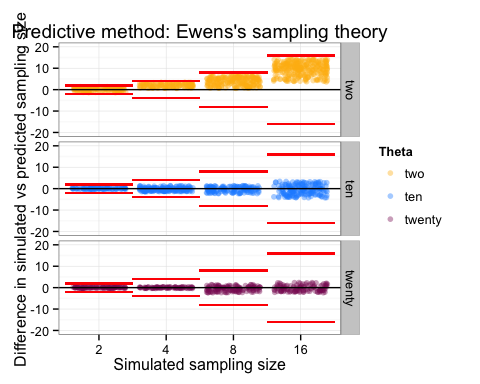 Predictive method: Ewens's sampling theory
Difference in simulated vs predicted sampling size
20
10
0
-10
-20
two
20
10
0
-10
-20
ten
20
10
0
-10
-20
twenty
2
4
8
16
Simulated sampling size
Theta
two
ten
twenty